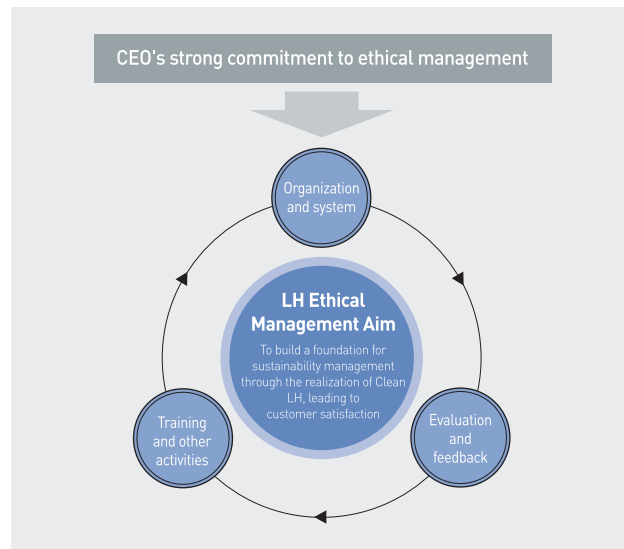 CEO's strong commitment to ethical management
Organization
and system
LH Ethical
Management Aim
To build a foundation for
sustainability management
through the realization of Clean
LH, leading to
customer satisfaction
Training
and other
activities
Evaluation
and
feedback